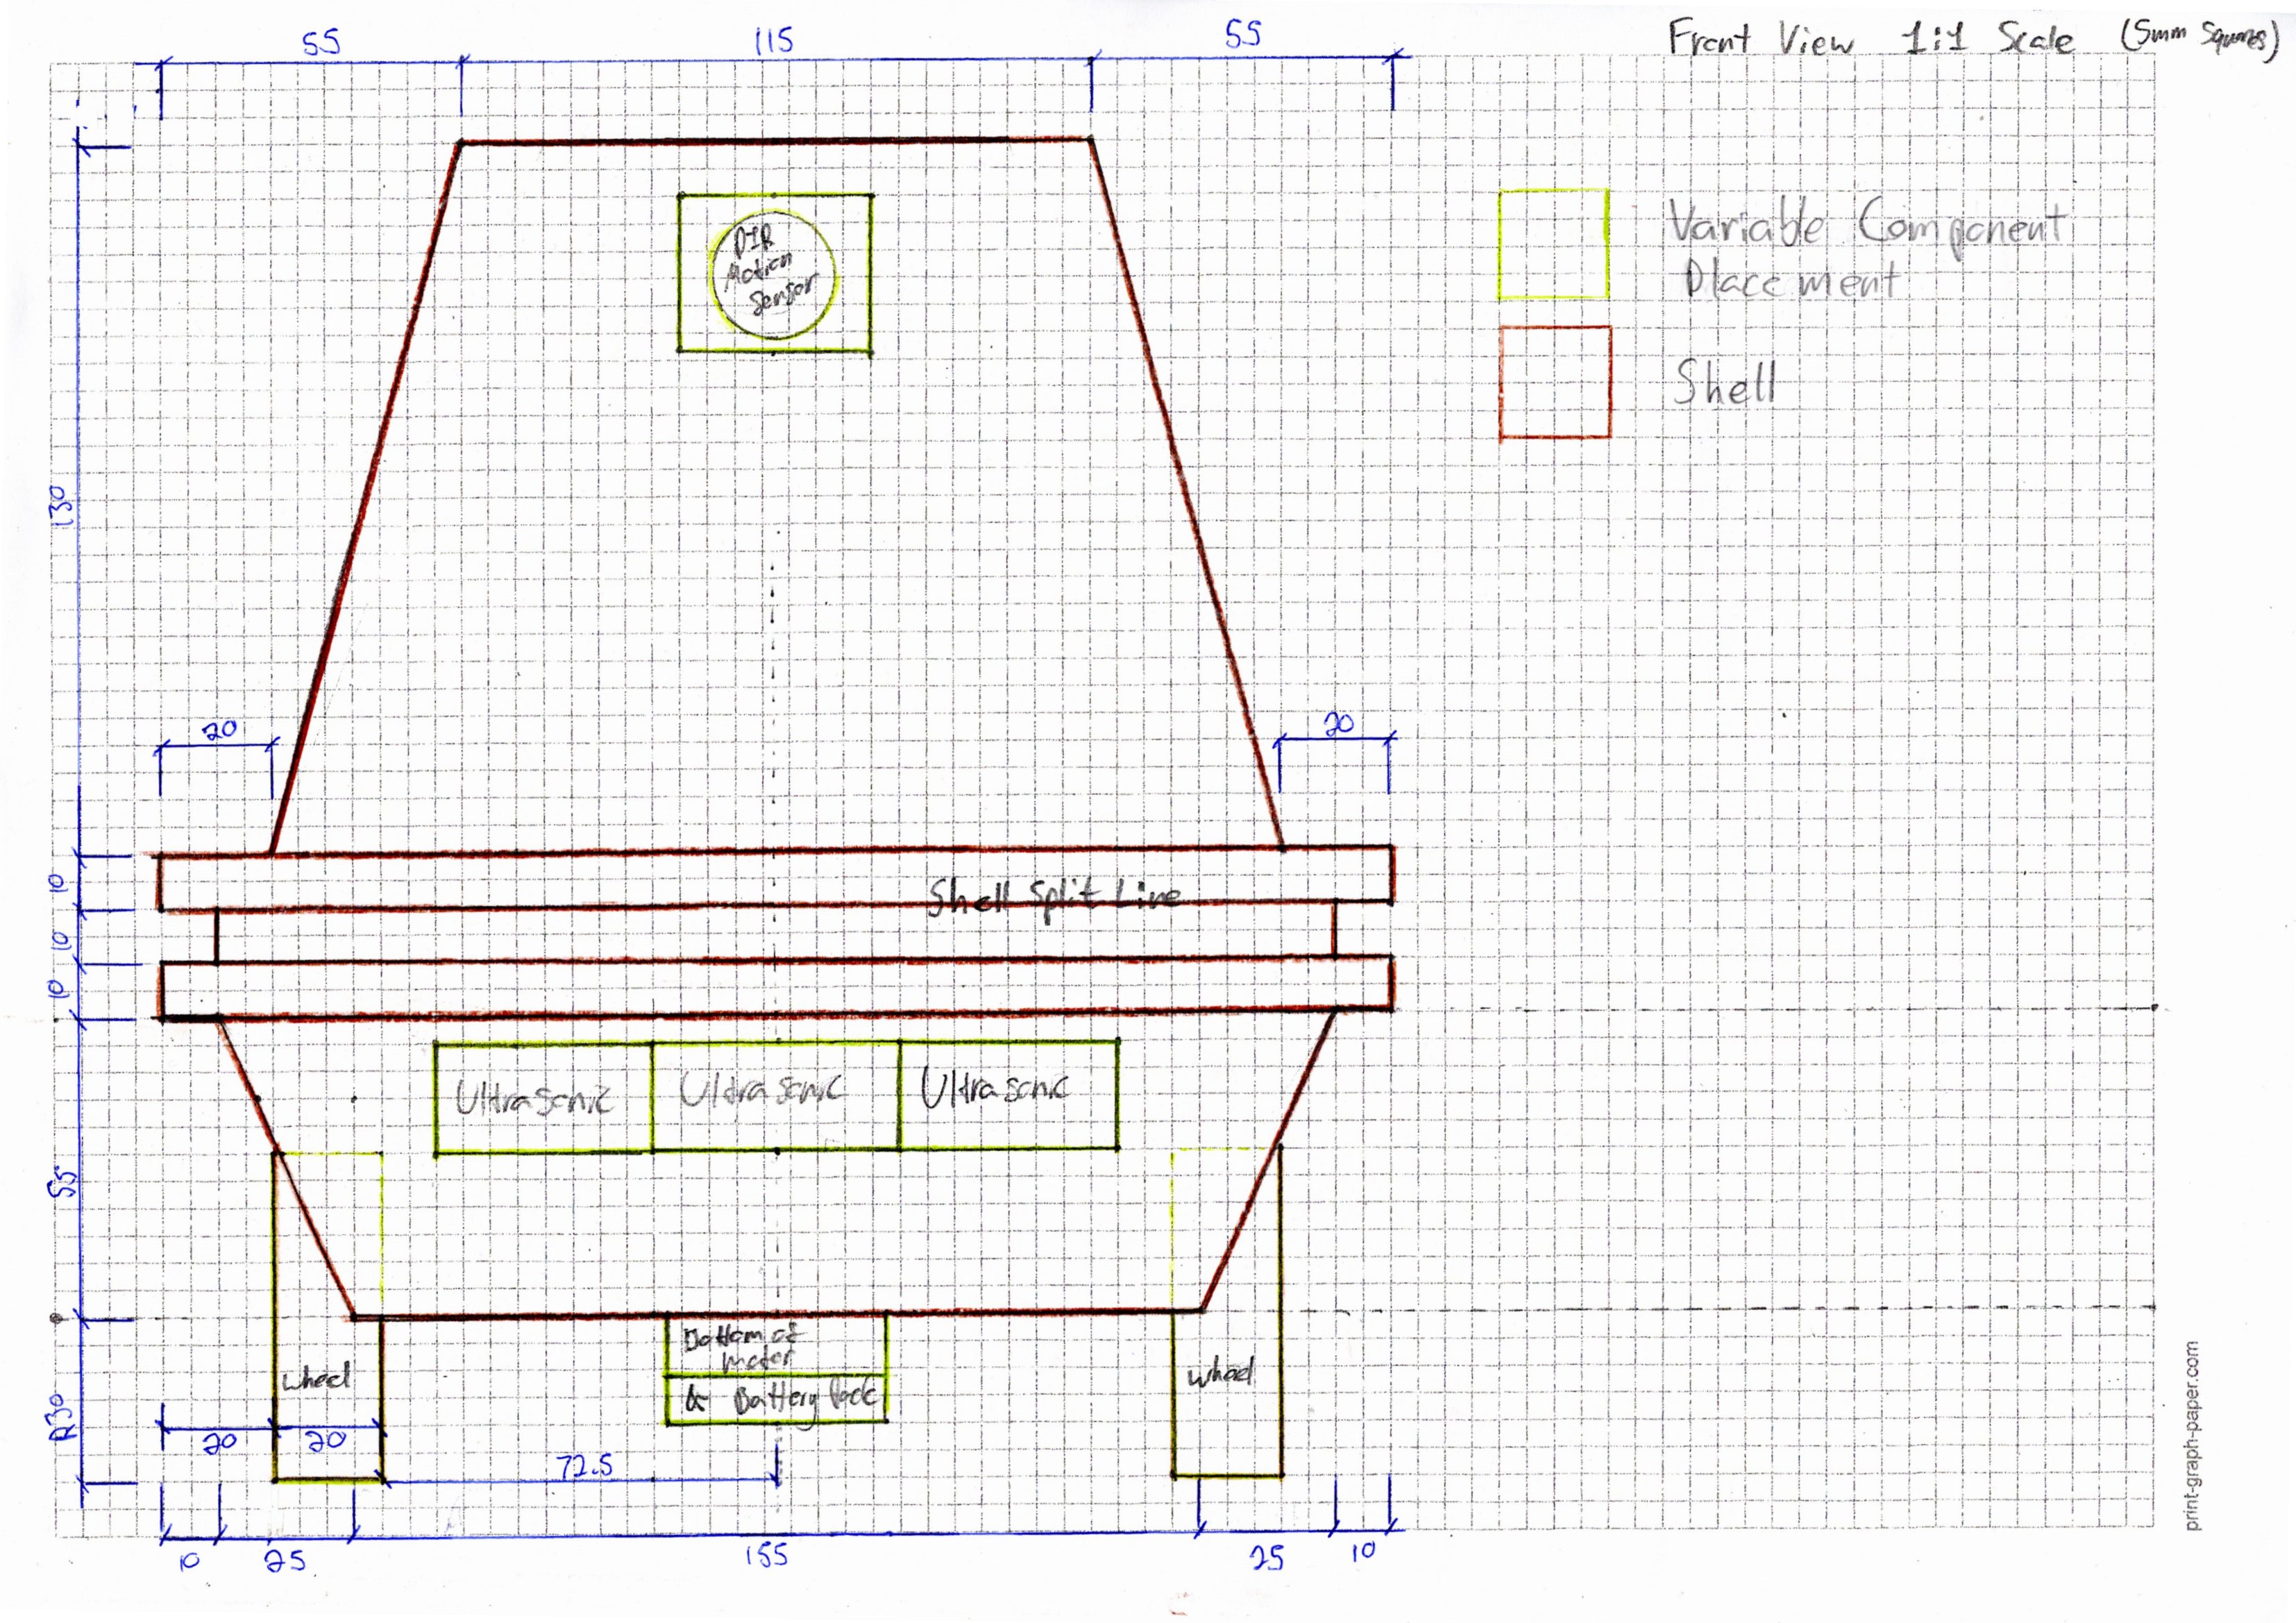 Front View 1:1 Scale (5mm Squares)
55
115
55
PIR
Motion
Sensor
Variable Component
Placement
Shell
130
20
20
10
Shell Split Line
10
10
Ultrasonic
Ultrasonic
Ultrasonic
55
Bottom of
motor
& Battery Pack
wheel
wheel
R30
20
20
72.5
10
25
155
25
10
print-graph-paper.com